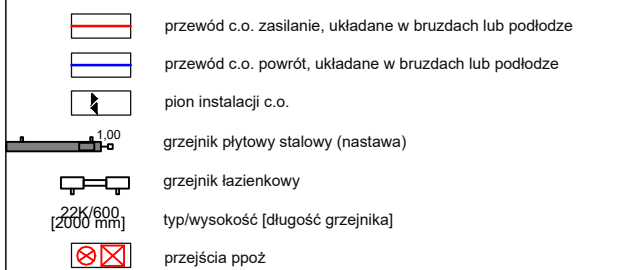 przewód c.o. zasilanie, układane w bruzdach lub podłodze
przewód c.o. powrót, układane w bruzdach lub podłodze
pion instalacji c.o.
1,00
grzejnik płytowy stalowy (nastawa)
grzejnik łazienkowy
22K/600
[2000 mm]
typ/wysokość [długość grzejnika]
przejścia ppoż